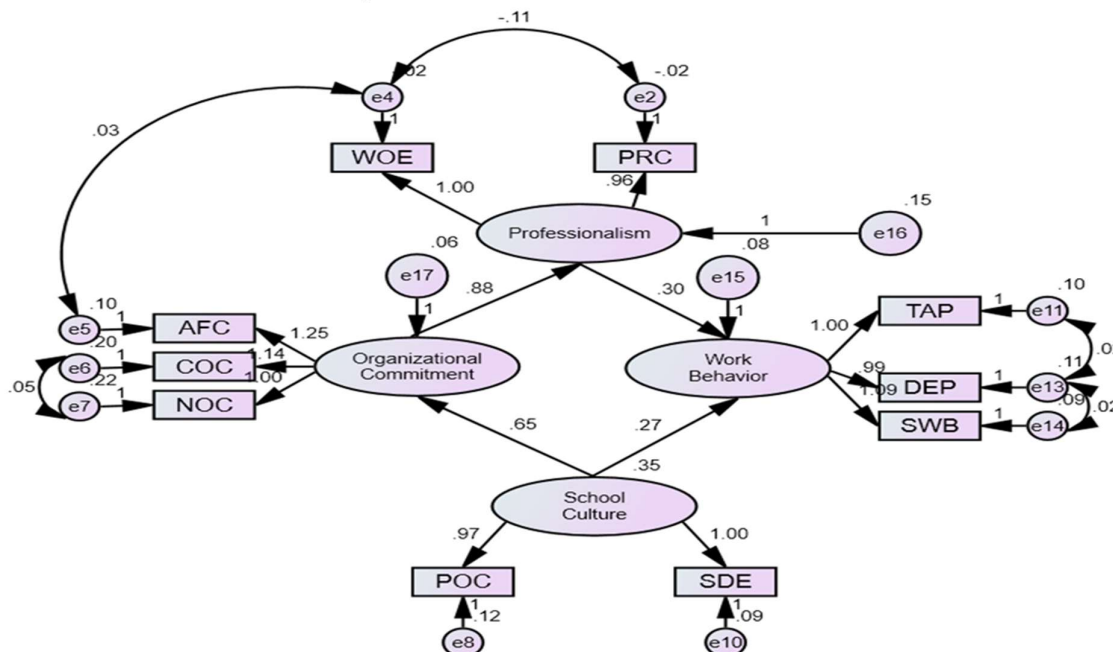 -.11
-.02
e4
e2
1
1
.03
WOE
PRC
1.00
.96
.15
Professionalism
1
e16
.06
.08
e17
e15
.88
.30
1
1
.10
e5
1
AFC
1.25
.20
e6
1
COC
1.14
.22
.05
e7
1
NOC
1.00
Organizational
Commitment
Work
Behavior
1.00
TAP
1
e11
.10
.99
DEP
1
e13
.11
1.09
SWB
1
e14
.09
.02
.65
.27
.35
School
Culture
.97
1.00
POC
SDE
1
.12
1
.09
e8
e10